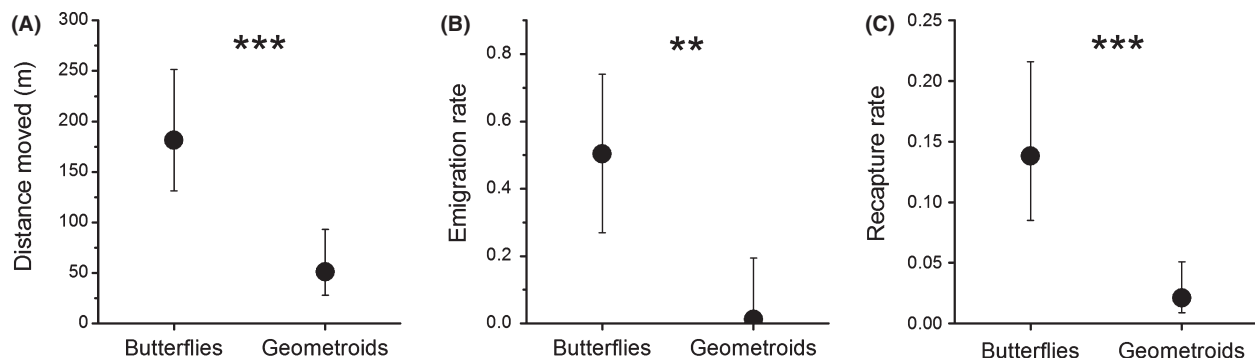 (A)
300
250
200
150
100
50
0
Distance moved (m)
***
Butterflies Geometroids
(B)
0.8
0.6
0.4
0.2
0.0
Emigration rate
**
Butterflies Geometroids
(C)
0.25
0.20
0.15
0.10
0.05
0.00
Recapture rate
***
Butterflies Geometroids